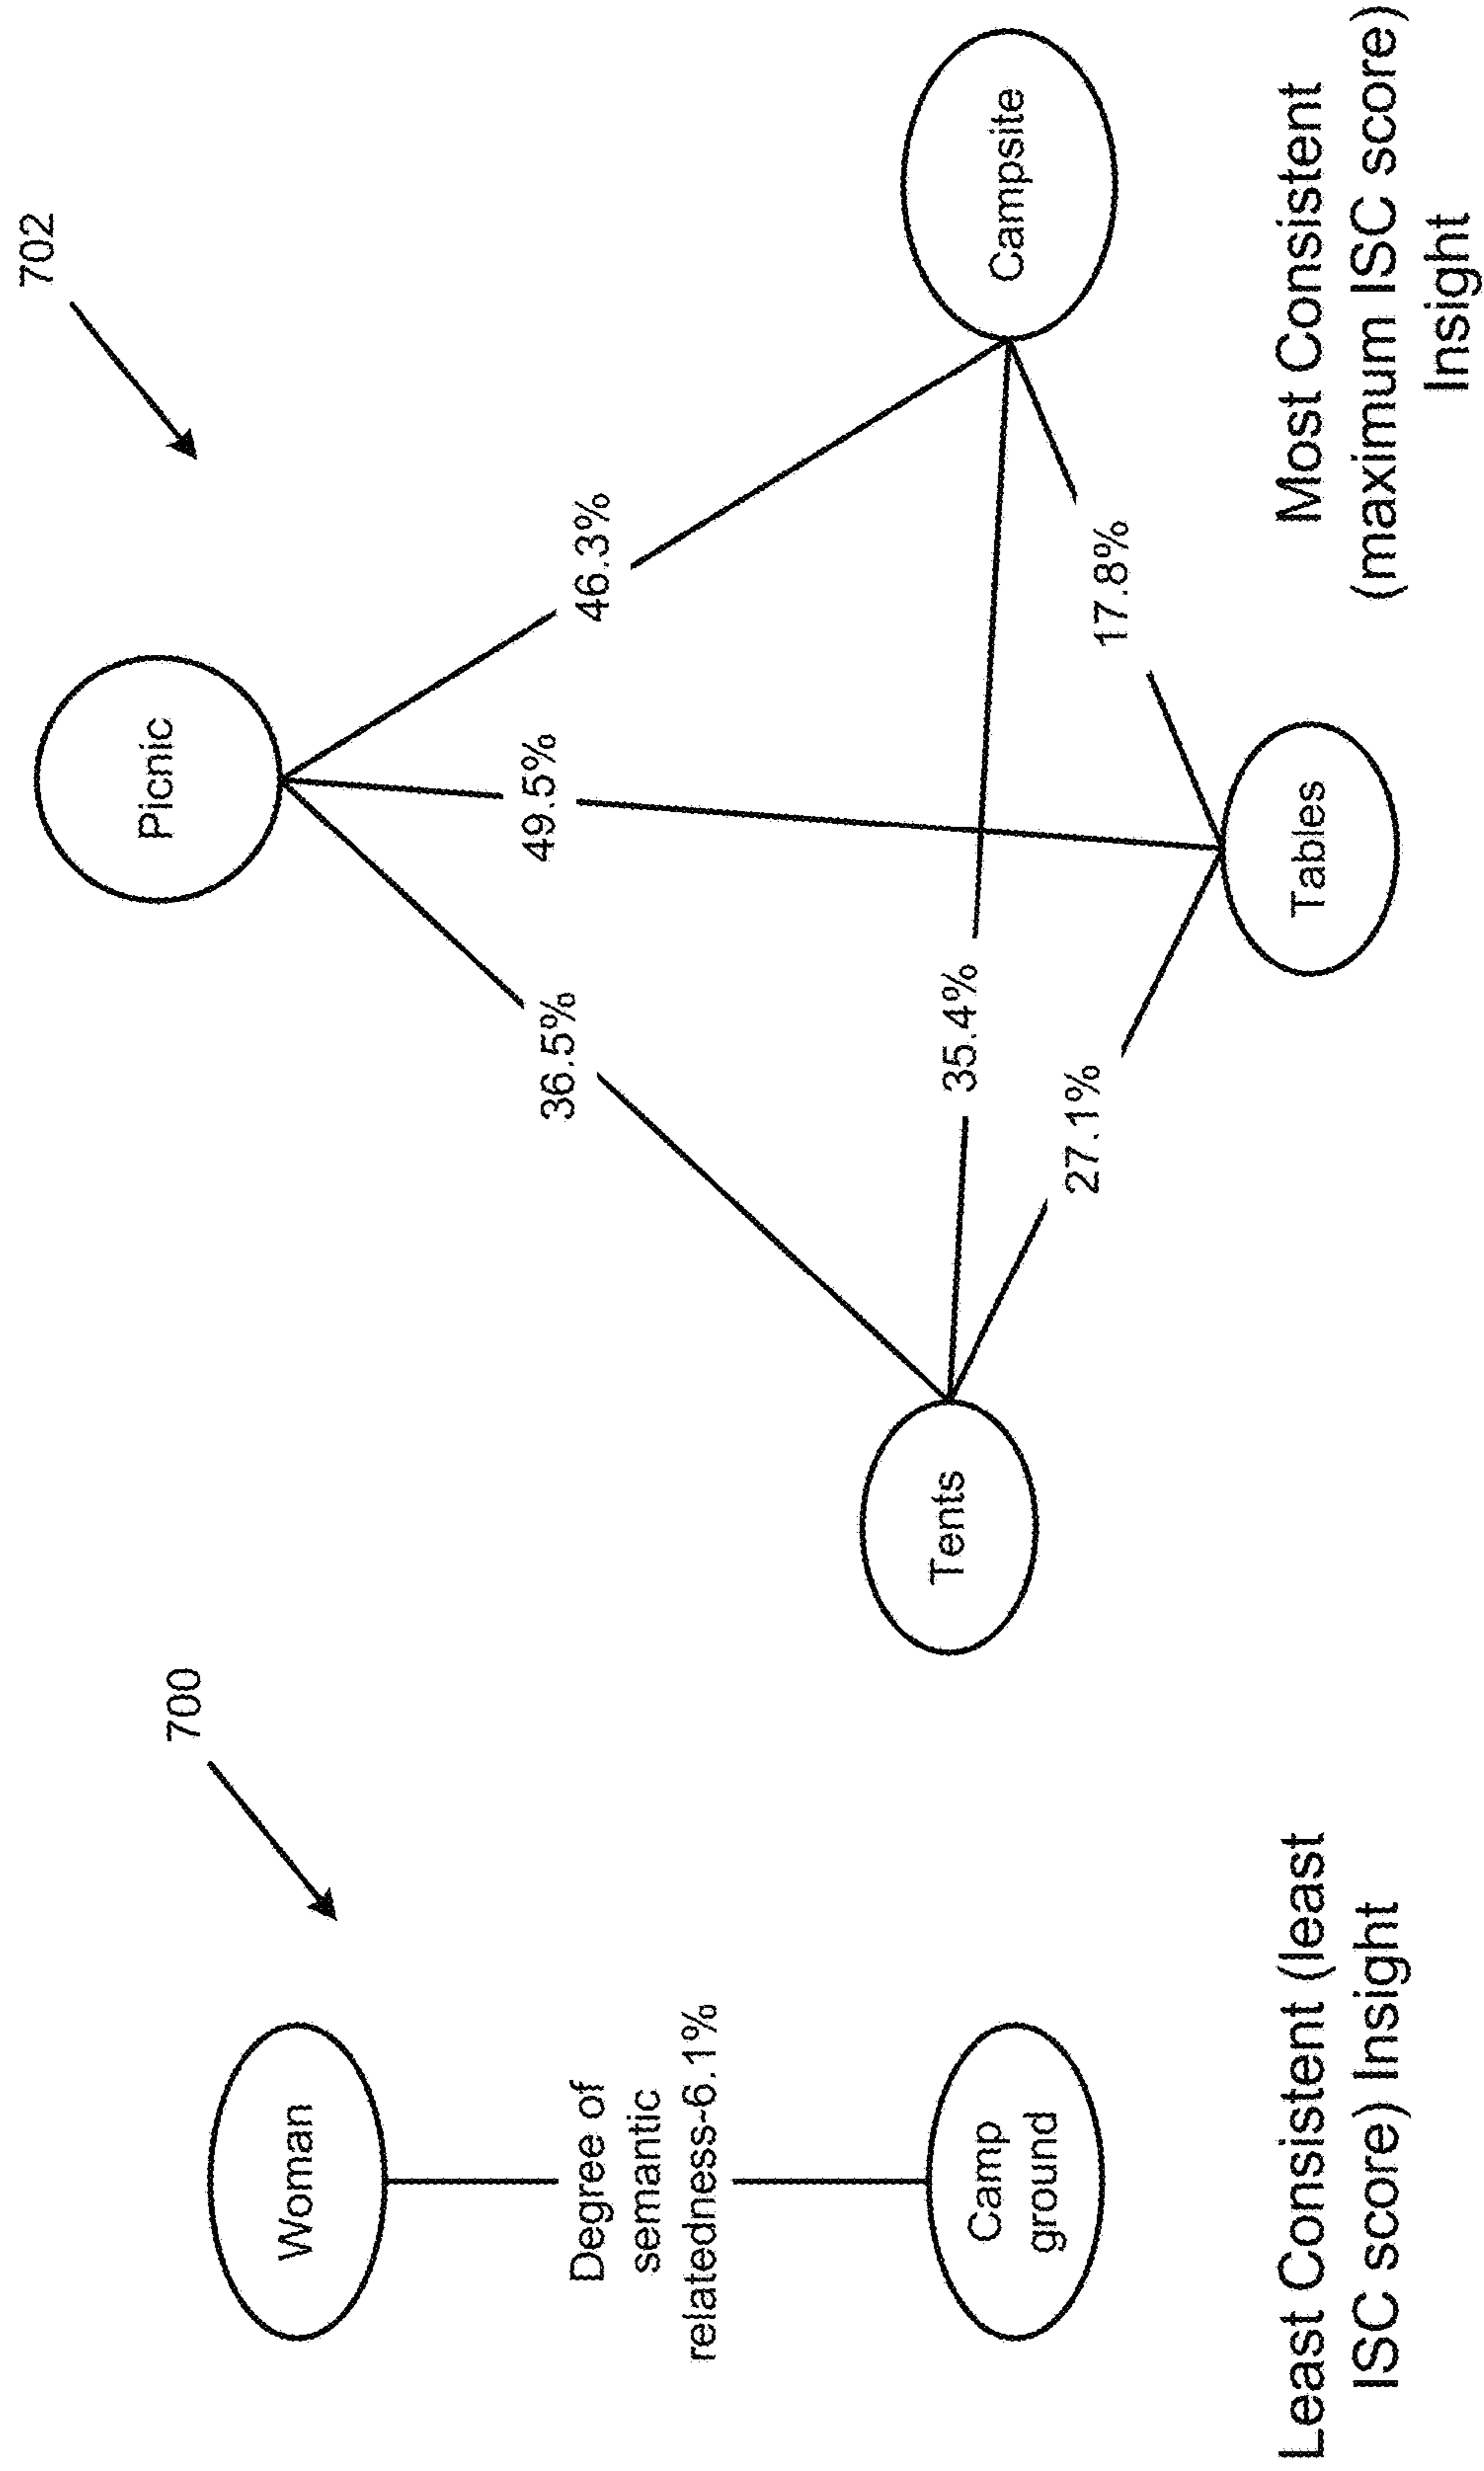 700
Woman
Degree of
semantic
relatedness-6.1%
Camp
ground
Least Consistent (least
ISC score) Insight
702
Picnic
36.5%
49.5%
46.3%
Tents
35.4%
Campsite
27.1%
17.8%
Tables
Most Consistent
(maximum ISC score)
Insight